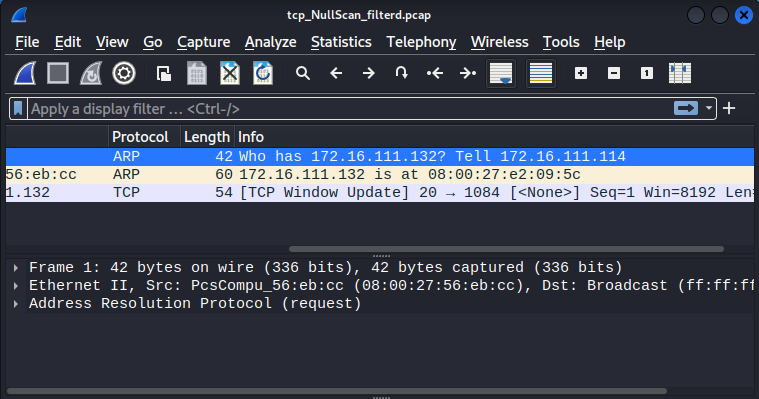 tcp_NullScan_filterd.pcap
File Edit View Go Capture Analyze Statistics Telephony Wireless Tools Help
Apply a display filter … <Ctrl-/>
Protocol Length Info
ARP 42 Who has 172.16.111.132? Tell 172.16.111.114
56:eb:cc ARP 60 172.16.111.132 is at 08:00:27:e2:09:5c
1.132 TCP 54 [TCP Window Update] 20 → 1084 [<None>] Seq=1 Win=8192 Len=
Frame 1: 42 bytes on wire (336 bits), 42 bytes captured (336 bits)
Ethernet II, Src: PcsCompu_56:eb:cc (08:00:27:56:eb:cc), Dst: Broadcast (ff:ff:ff
Address Resolution Protocol (request)